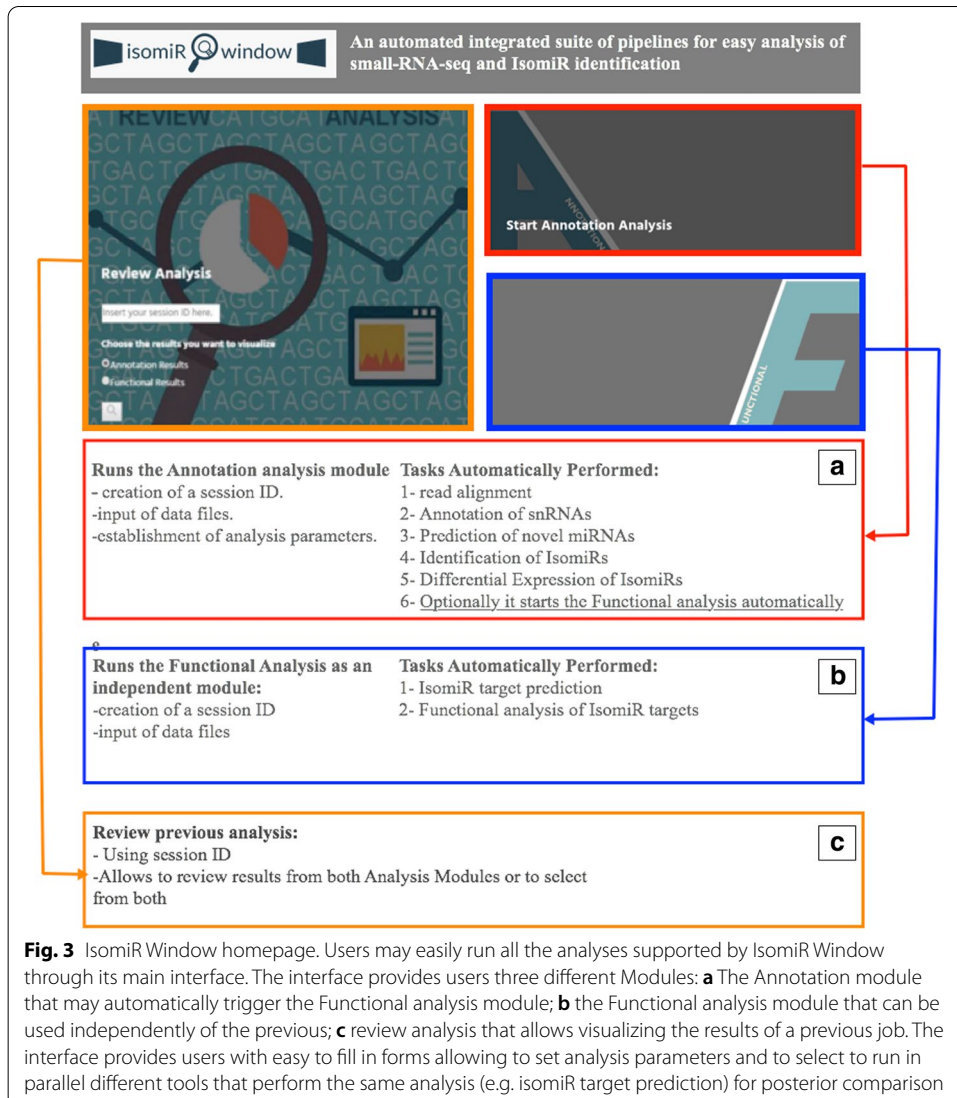 isomiR window
An automated integrated suite of pipelines for easy analysis of
small-RNA-seq and IsomiR identification
REVIEW ANALYSIS
Review Analysis
Insert your session ID here.
Choose the results you want to visualize
Annotation Results
Functional Results
A
NNOTATION
Start Annotation Analysis
F
UNCTIONAL
a
Runs the Annotation analysis module
- creation of a session ID.
-input of data files.
-establishment of analysis parameters.
Tasks Automatically Performed:
1- read alignment
2- Annotation of snRNAs
3- Prediction of novel miRNAs
4- Identification of IsomiRs
5- Differential Expression of IsomiRs
6- Optionally it starts the Functional analysis automatically
b
Runs the Functional Analysis as an
independent module:
-creation of a session ID
-input of data files
Tasks Automatically Performed:
1- IsomiR target prediction
2- Functional analysis of IsomiR targets
c
Review previous analysis:
- Using session ID
-Allows to review results from both Analysis Modules or to select
from both
Fig. 3 IsomiR Window homepage. Users may easily run all the analyses supported by IsomiR Window
through its main interface. The interface provides users three different Modules: a The Annotation module
that may automatically trigger the Functional analysis module; b the Functional analysis module that can be
used independently of the previous; c review analysis that allows visualizing the results of a previous job. The
interface provides users with easy to fill in forms allowing to set analysis parameters and to select to run in
parallel different tools that perform the same analysis (e.g. isomiR target prediction) for posterior comparison